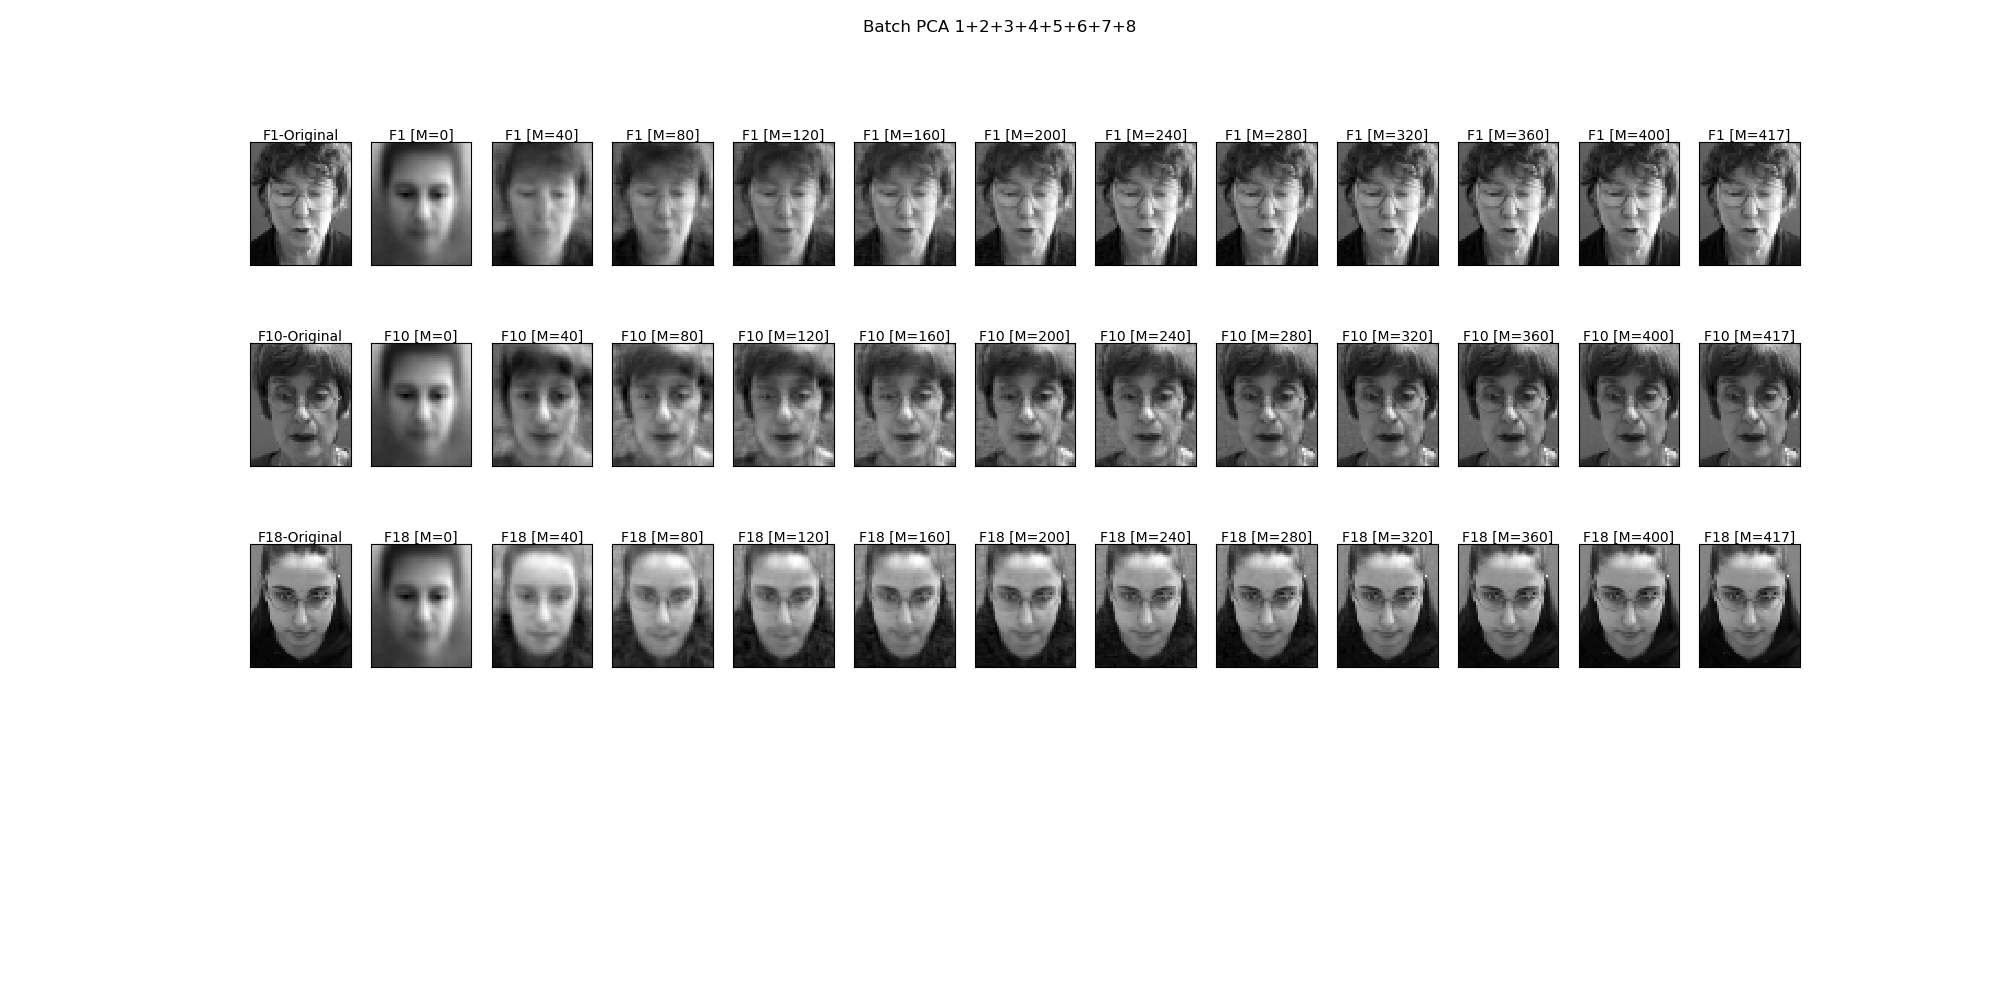 Batch PCA 1+2+3+4+5+6+7+8
F1-Original F1 [M=0] F1 [M=40] F1 [M=80] F1 [M=120] F1 [M=160] F1 [M=200] F1 [M=240] F1 [M=280] F1 [M=320] F1 [M=360] F1 [M=400] F1 [M=417]
F10-Original F10 [M=0] F10 [M=40] F10 [M=80] F10 [M=120] F10 [M=160] F10 [M=200] F10 [M=240] F10 [M=280] F10 [M=320] F10 [M=360] F10 [M=400] F10 [M=417]
F18-Original F18 [M=0] F18 [M=40] F18 [M=80] F18 [M=120] F18 [M=160] F18 [M=200] F18 [M=240] F18 [M=280] F18 [M=320] F18 [M=360] F18 [M=400] F18 [M=417]